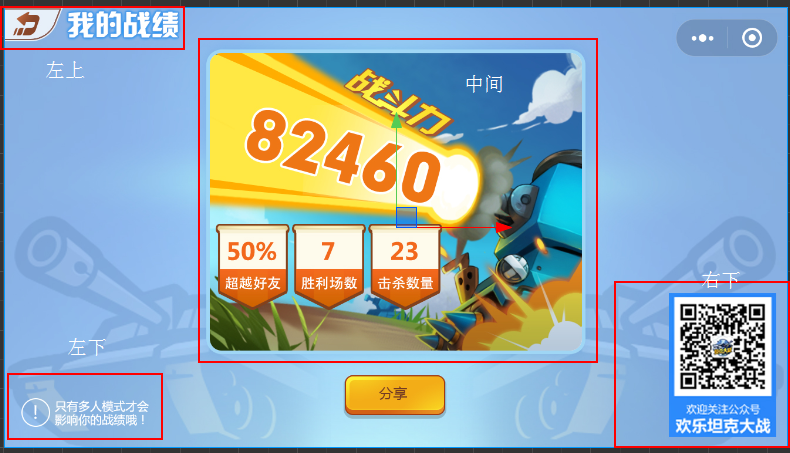 我的战绩
左上
中间
战斗力
82460
50%
超越好友
7
胜利场数
23
击杀数量
右下
左下
只有多人模式才会
影响你的战绩哦！
分享
欢迎关注公众号
欢乐坦克大战